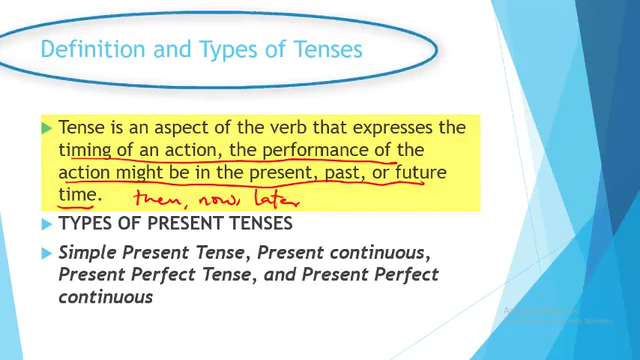 Definition and Types of Tenses
Tense is an aspect of the verb that expresses the
timing of an action, the performance of the
action might be in the present, past, or future
time. then, now, later
TYPES OF PRESENT TENSES
Simple Present Tense, Present continuous,
Present Perfect Tense, and Present Perfect
continuous